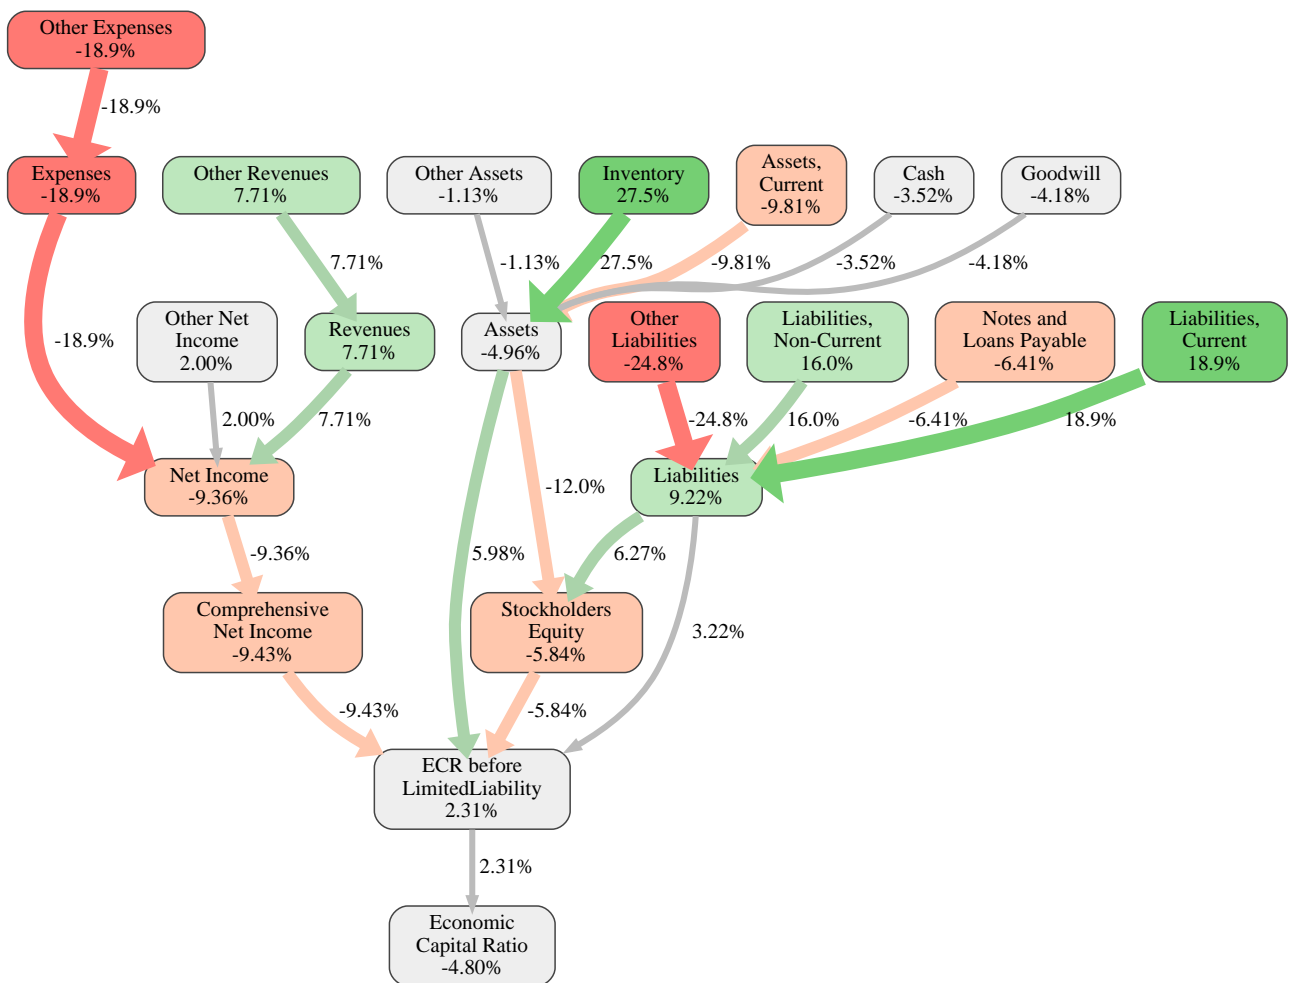 Other Expenses
-18.9%
-18.9%
Expenses
-18.9%
Other Revenues
7.71%
Other Assets
-1.13%
Inventory
27.5%
Assets,
Current
-9.81%
Cash
-3.52%
Goodwill
-4.18%
7.71%
-1.13%
27.5%
-9.81%
-3.52%
-4.18%
-18.9%
Other Net
Income
2.00%
Revenues
7.71%
Assets
-4.96%
Other
Liabilities
-24.8%
Liabilities,
Non-Current
16.0%
Notes and
Loans Payable
-6.41%
Liabilities,
Current
18.9%
2.00%
7.71%
-24.8%
16.0%
-6.41%
18.9%
Net Income
-9.36%
-12.0%
Liabilities
9.22%
-9.36%
5.98%
6.27%
Comprehensive
Net Income
-9.43%
Stockholders
Equity
-5.84%
3.22%
-9.43%
-5.84%
ECR before
LimitedLiability
2.31%
2.31%
Economic
Capital Ratio
-4.80%